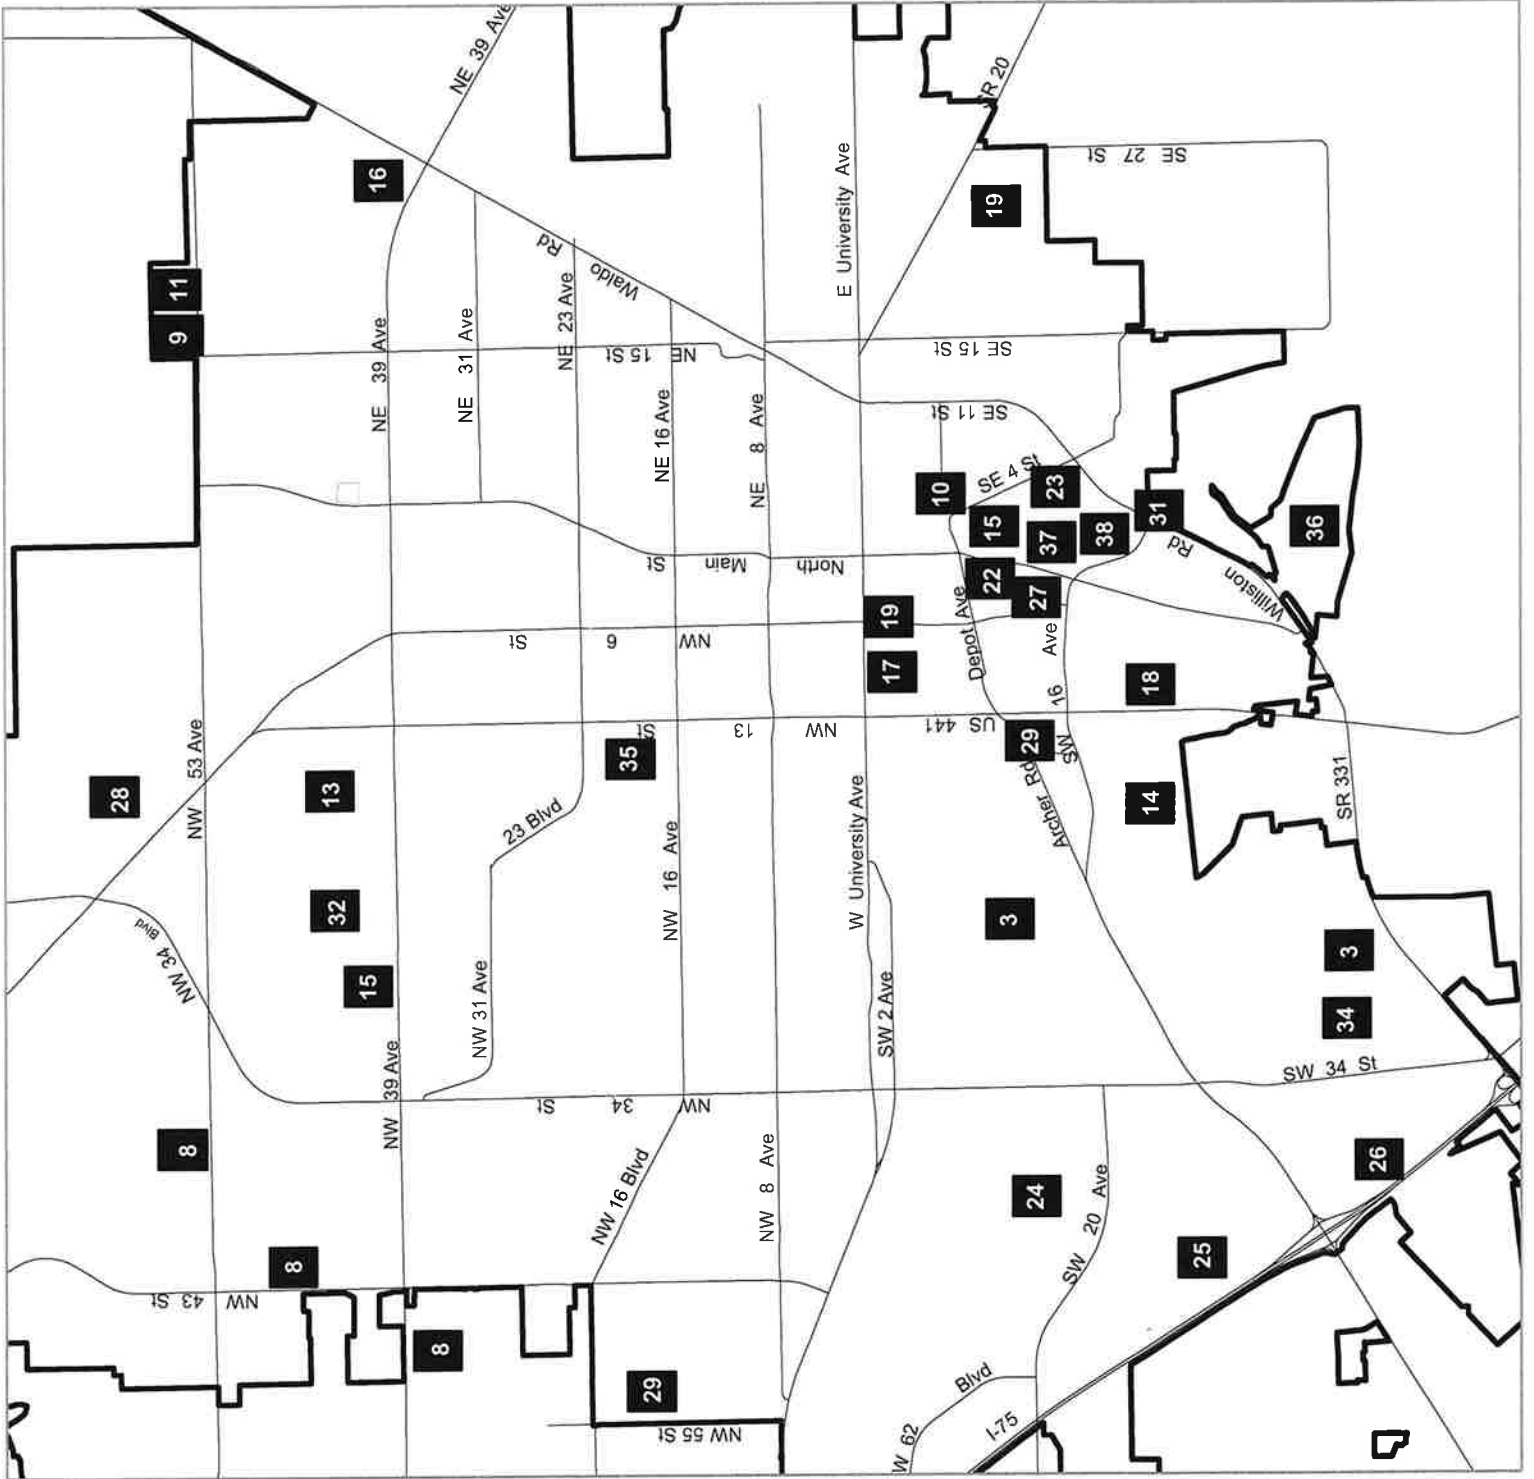 NE 39 Ave
SR 20
16
SE 27 St
E University Ave
19
Waldo Rd
11
9
NE 23 Ave
NE 31 Ave
NE 39 Ave
NE 15 St
SE 15 St
NE 16 Ave
NE 8 Ave
SE 11 St
SE 4 St
10
23
15
31
36
37
38
North Main St
22
27
Williston Rd
19
Depot Ave
NW 6 St
17
18
SW 16 Ave
NW 13 St
US 441
29
35
NW 53 Ave
28
13
Archer Rd
14
SR 331
23 Blvd
W University Ave
NW 16 Ave
32
3
3
NW 34 Blvd
15
NW 31 Ave
SW 2 Ave
34
NW 39 Ave
SW 34 St
NW 34 St
8
26
NW 16 Blvd
NW 8 Ave
24
SW 20 Ave
25
8
NW 43 St
8
29
NW 55 St
Blvd
W 62
I-75